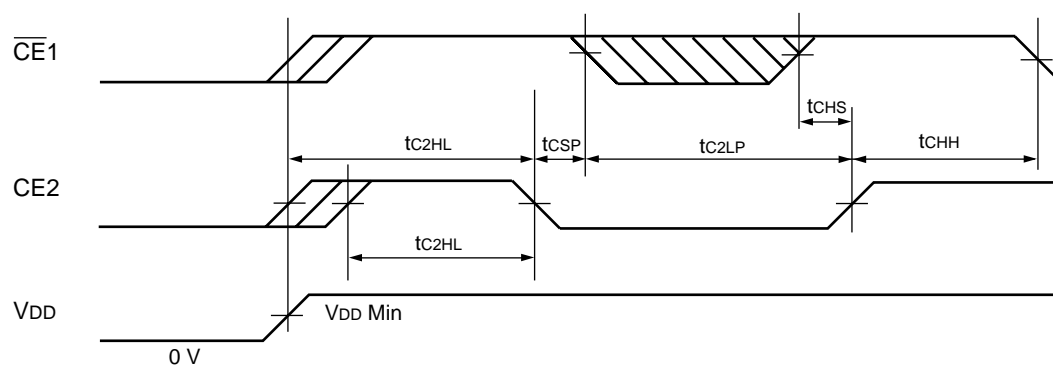 CE1
tCHS
tC2HL
tCSP
tC2LP
tCHH
CE2
tC2HL
VDD
VDD Min
0 V